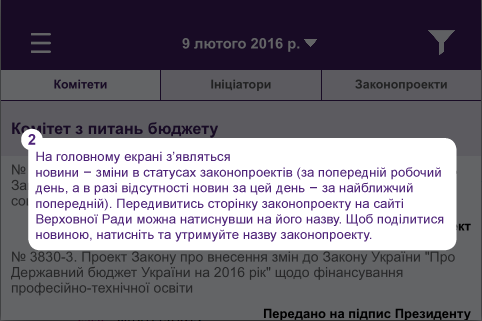 9 лютого 2016 р.
Комітети
Ініціатори
Законопроекти
Комітет з питань бюджету
2
На головному екрані з’являться
новини – зміни в статусах законопроектів (за попередній робочий
день, а в разі відсутності новин за цей день – за найближчий
попередній). Передивитись сторінку законопроекту на сайті
Верховної Ради можна натиснувши на його назву. Щоб поділитися
новиною, натисніть та утримуйте назву законопроекту.
№ 3830-3. Проект Закону про внесення змін до Закону України "Про
Державний бюджет України на 2016 рік" щодо фінансування
професійно-технічної освіти
Передано на підпис Президенту